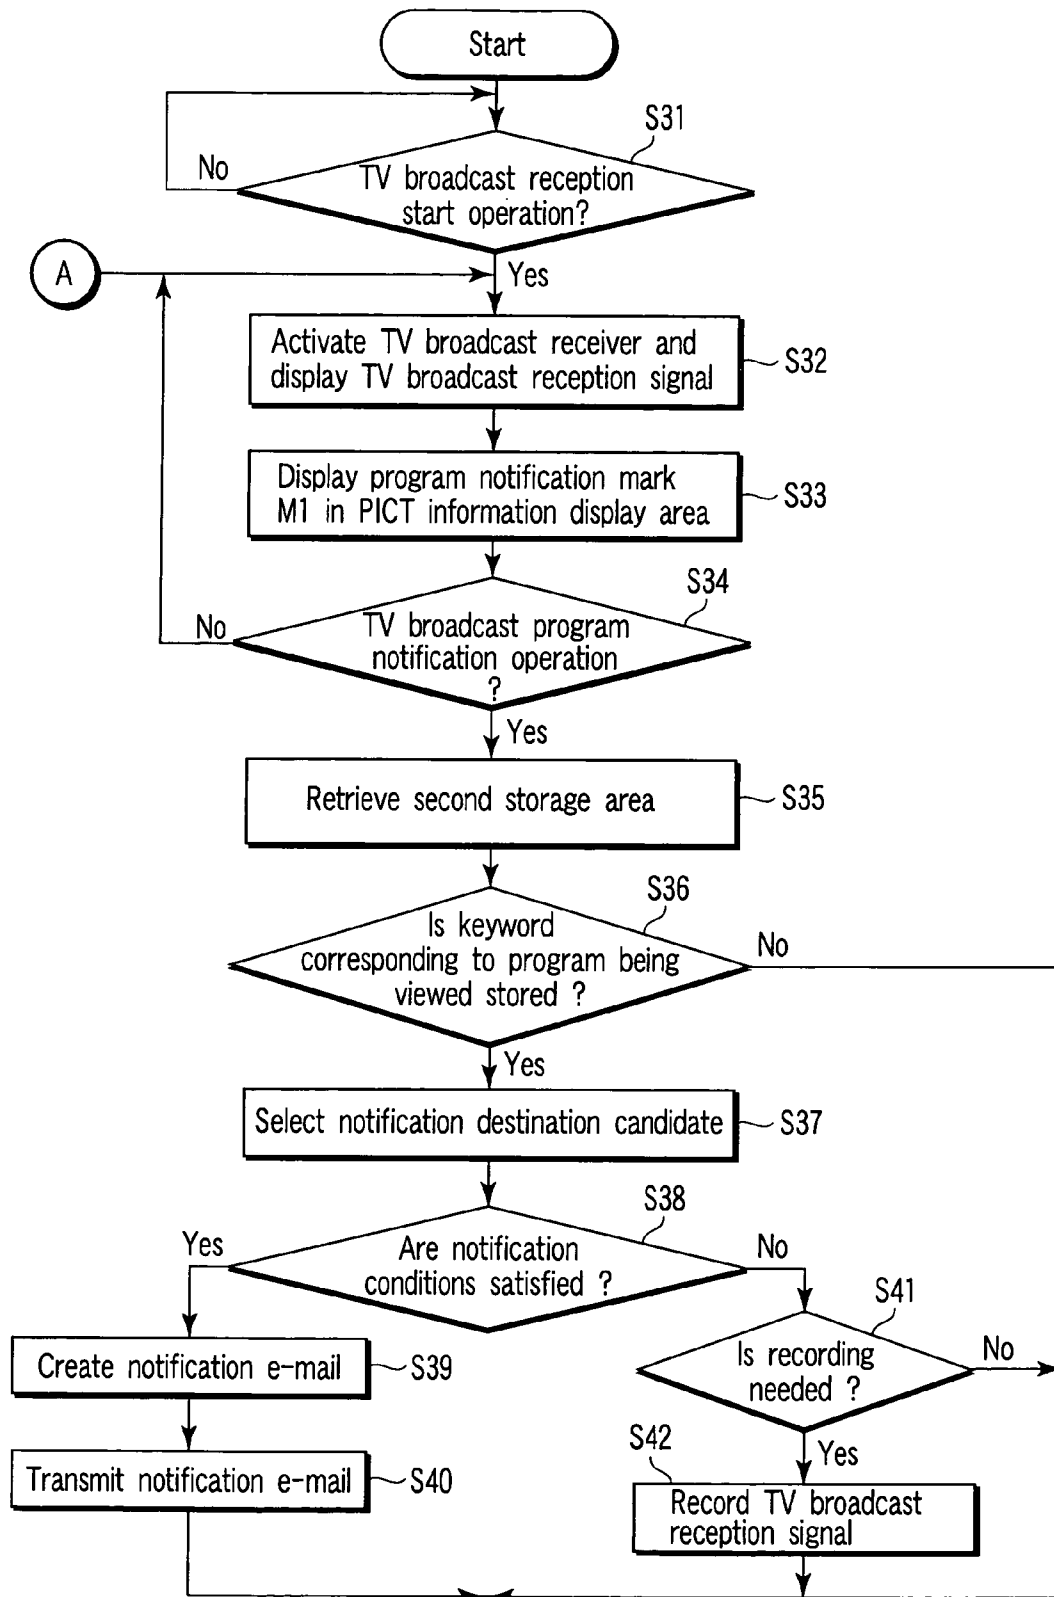 Start
S31
TV broadcast reception
start operation?
No
A
Yes
Activate TV broadcast receiver and
display TV broadcast reception signal
S32
Display program notification mark
M1 in PICT information display area
S33
S34
TV broadcast program
notification operation
?
No
Yes
Retrieve second storage area
S35
S36
Is keyword
corresponding to program being
viewed stored ?
No
Yes
Select notification destination candidate
S37
S38
Are notification
conditions satisfied ?
Yes
No
S41
Create notification e-mail
S39
Is recording
needed ?
No
S42
Yes
Transmit notification e-mail
S40
Record TV broadcast
reception signal